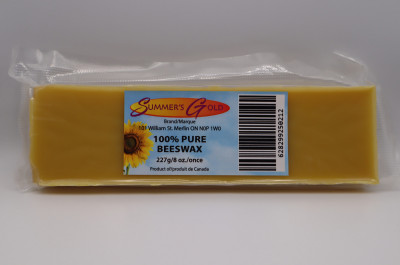 SUMMER'S GOLD
Brand/Marque
101 William St. Merlin ON N0P 1W0
100% PURE
BEESWAX
227g/8 oz./once
Product of/produit de Canada
628299250212